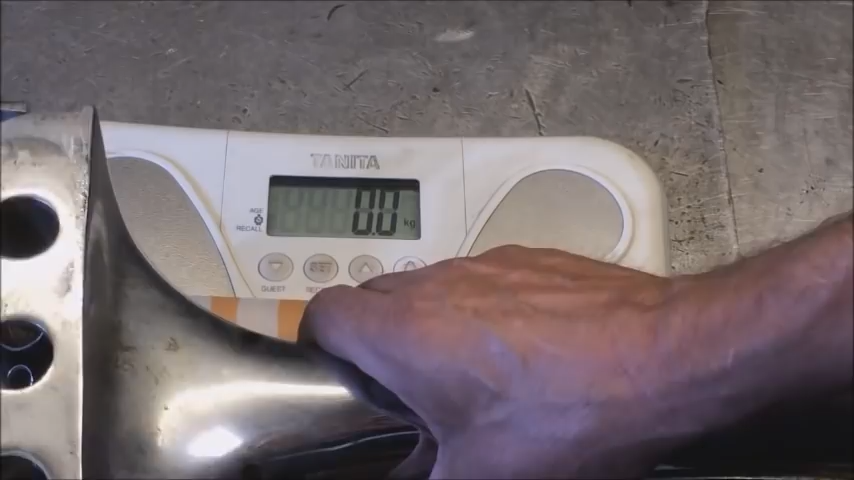 TANITA
AGE
RECALL
0.0 kg
SET
GUEST